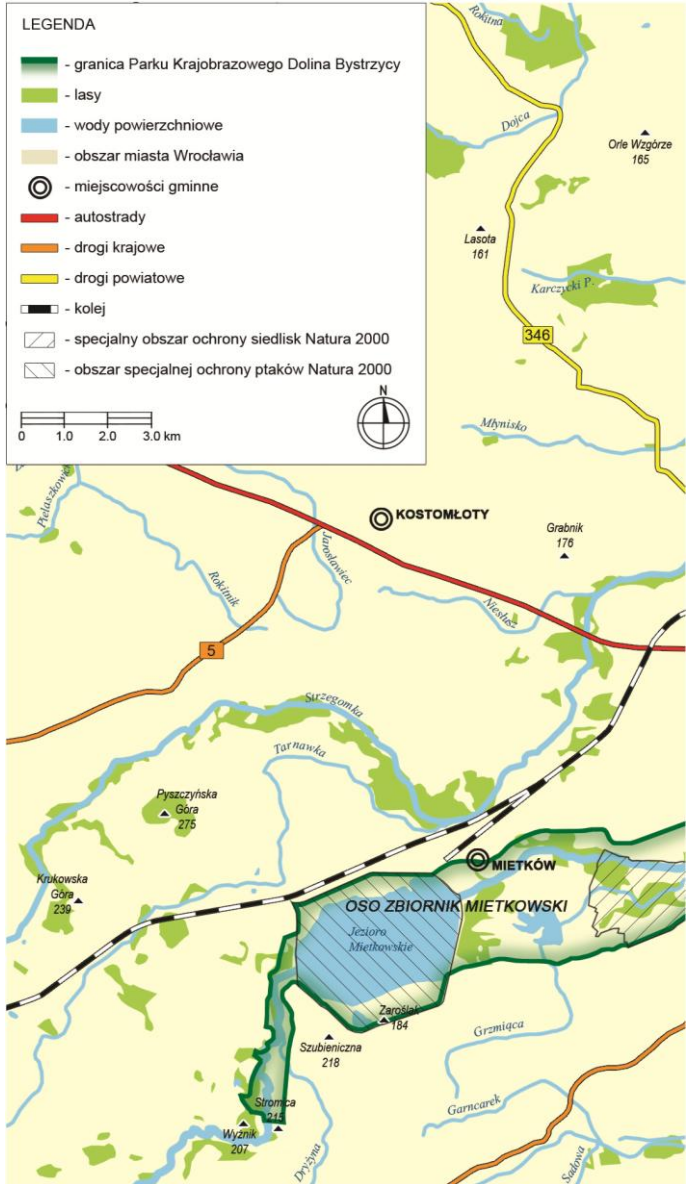 LEGENDA
- granica Parku Krajobrazowego Dolina Bystrzycy
- lasy
- wody powierzchniowe
- obszar miasta Wrocławia
- miejscowości gminne
- autostrady
- drogi krajowe
- drogi powiatowe
- kolej
- specjalny obszar ochrony siedlisk Natura 2000
- obszar specjalnej ochrony ptaków Natura 2000
N
0 1.0 2.0 3.0 km
Rokitna
Dojca
Orle Wzgórze
165
Lasota
161
Karczycki P.
346
Młynisko
Pielaszkowicki
KOSTOMŁOTY
Grabnik
176
Jarosławiec
Rokitnik
Niesłusz
5
Strzegomka
Tarnawka
Pyszczyńska
Góra
275
MIETKÓW
Krukowska
Góra
239
OSO ZBIORNIK MIETKOWSKI
Jezioro
Mietkowskie
Zaroślak
184
Szubieniczna
218
Grzmiąca
Stromica
215
Garncarek
Wyźnik
207
Dryżyna
Sadowa